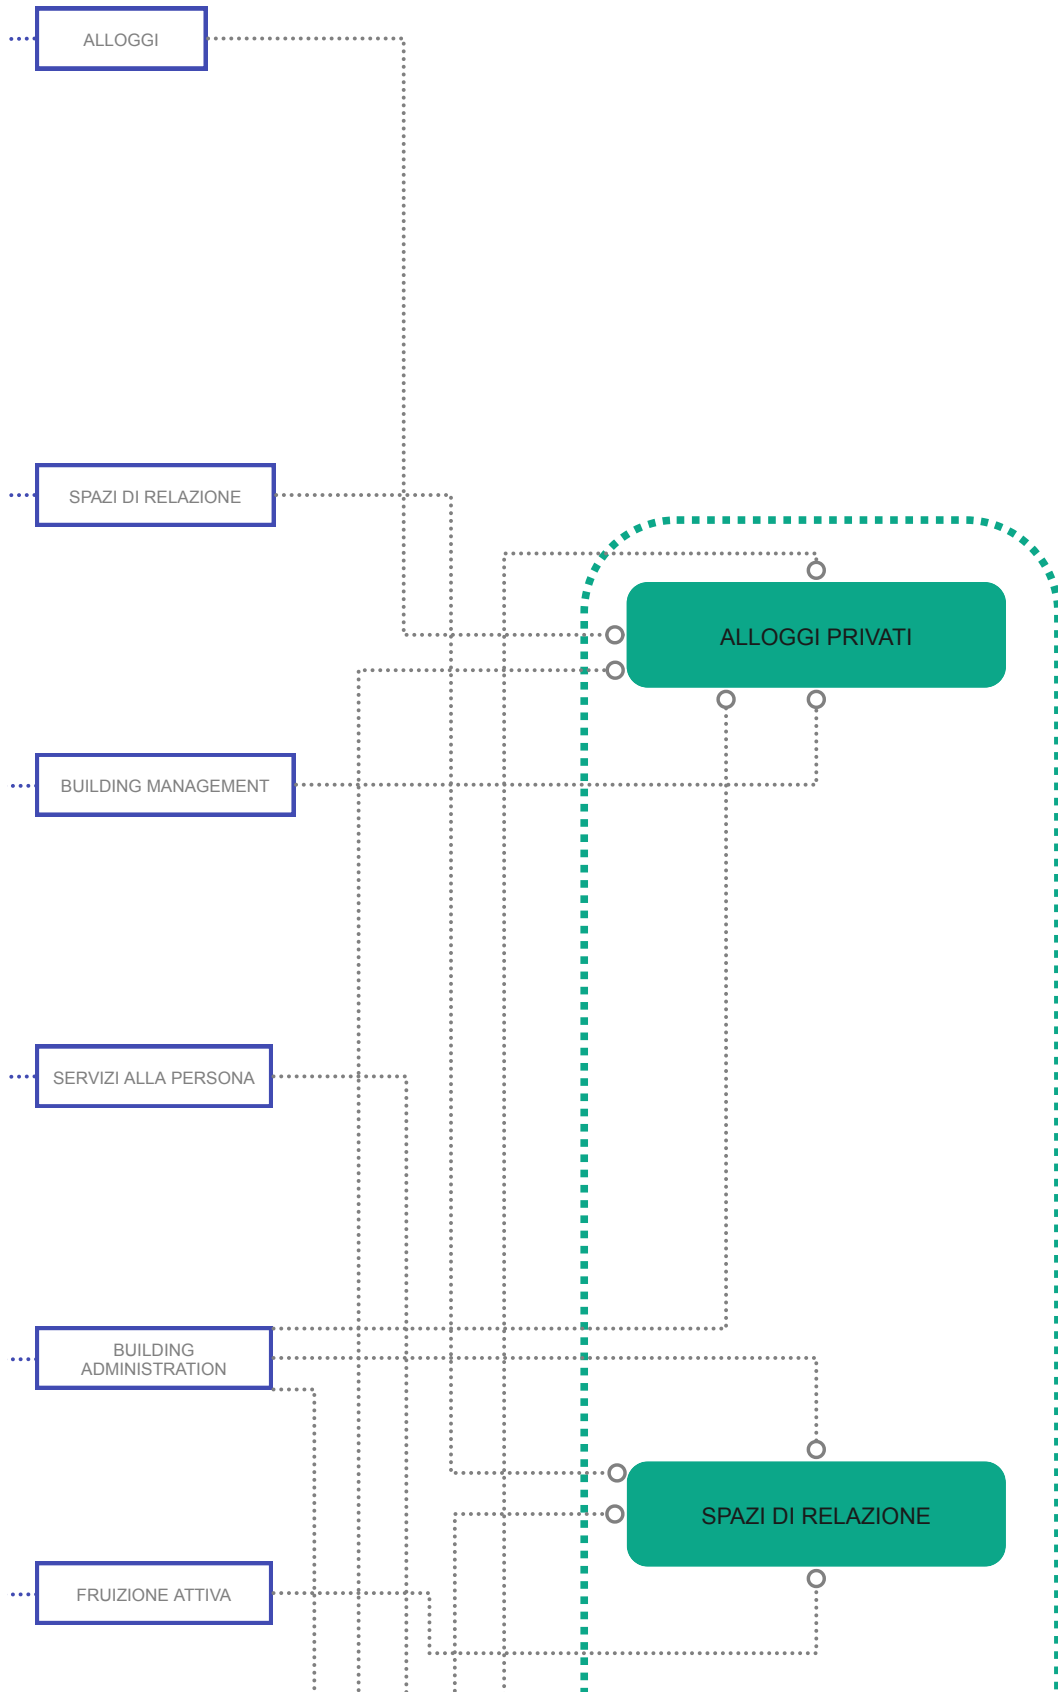 ALLOGGI
SPAZI DI RELAZIONE
ALLOGGI PRIVATI
BUILDING MANAGEMENT
SERVIZI ALLA PERSONA
BUILDING
ADMINISTRATION
SPAZI DI RELAZIONE
FRUIZIONE ATTIVA